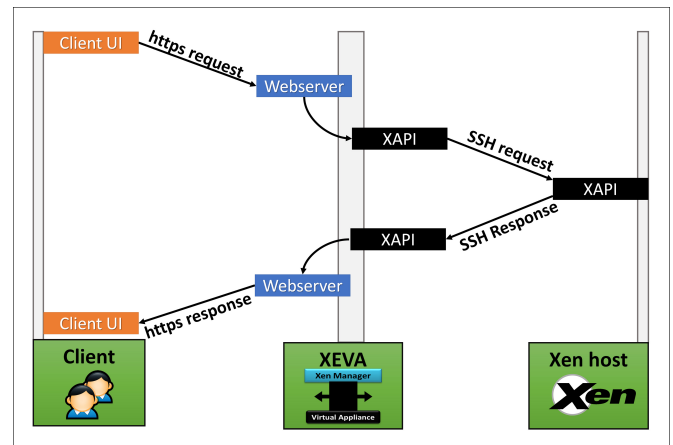 Client UI
https request
Webserver
XAPI
SSH request
XAPI
SSH Response
XAPI
Webserver
https response
Client UI
Client
XEVA
Xen Manager
Virtual Appliance
Xen host
Xen